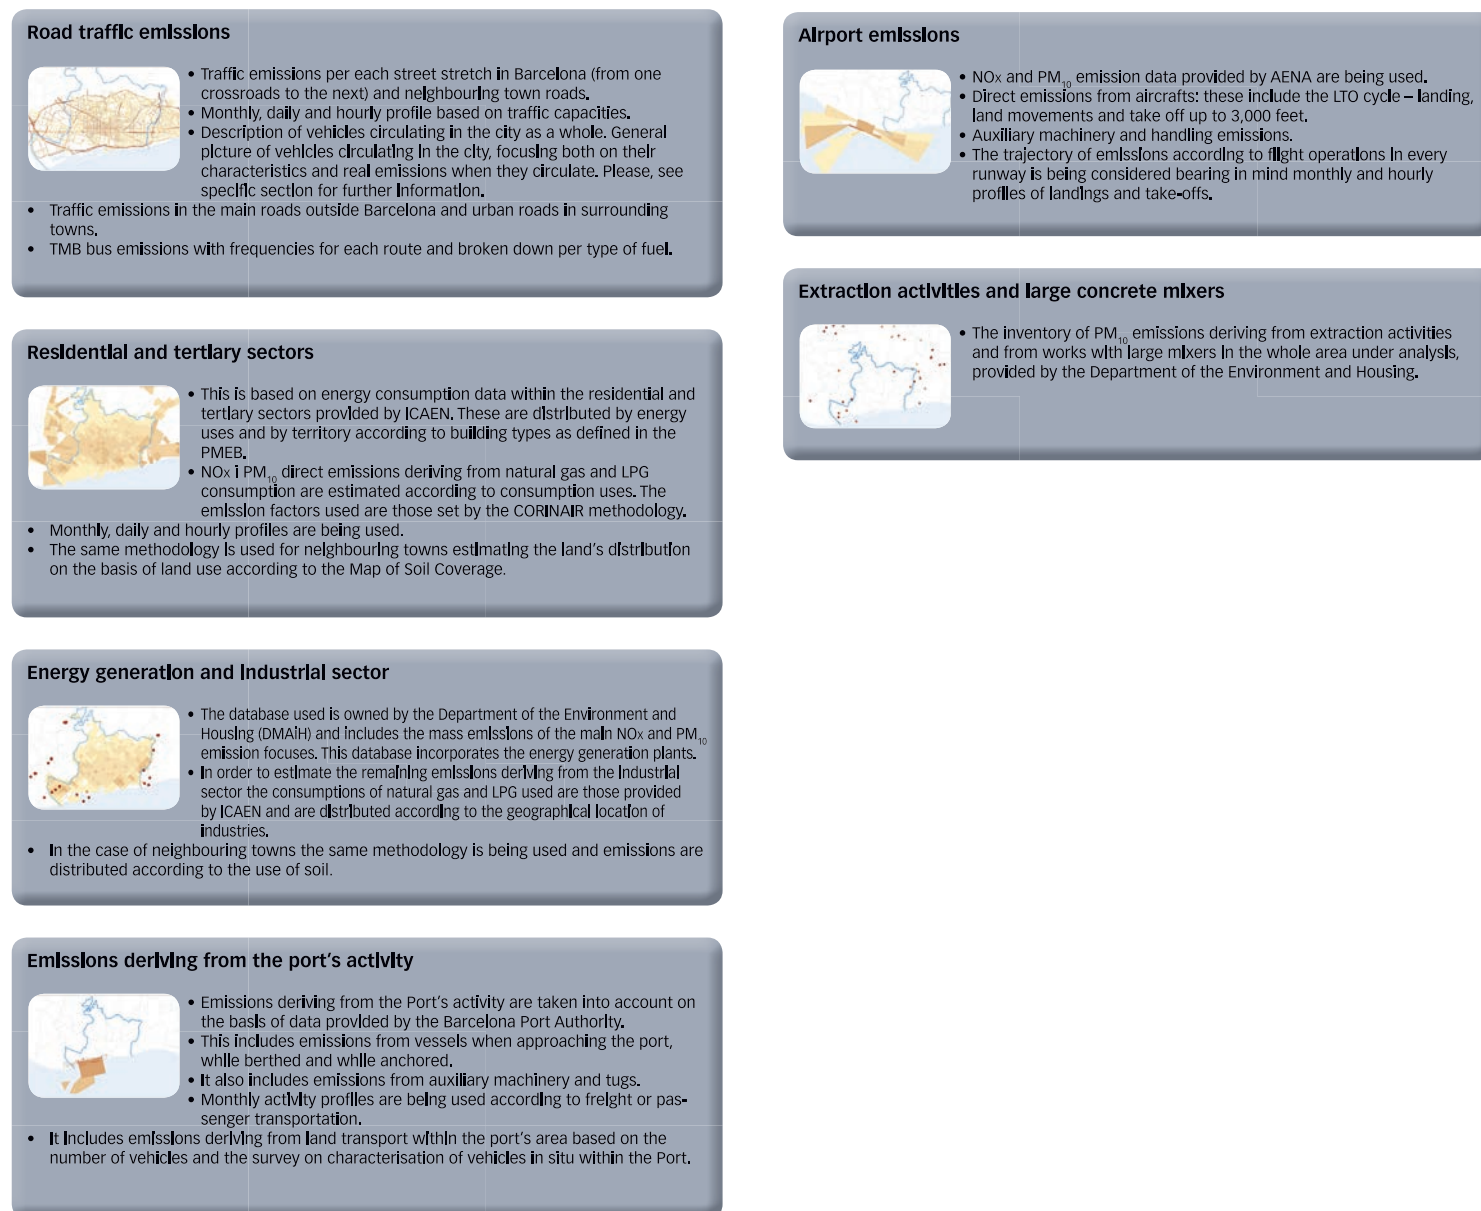 Road traffic emissions
• Traffic emissions per each street stretch in Barcelona (from one
crossroads to the next) and neighbouring town roads.
• Monthly, daily and hourly profile based on traffic capacities.
• Description of vehicles circulating in the city as a whole. General
picture of vehicles circulating in the city, focusing both on their
characteristics and real emissions when they circulate. Please, see
specific section for further information.
• Traffic emissions in the main roads outside Barcelona and urban roads in surrounding
towns.
• TMB bus emissions with frequencies for each route and broken down per type of fuel.
Residential and tertiary sectors
• This is based on energy consumption data within the residential and
tertiary sectors provided by ICAEN. These are distributed by energy
uses and by territory according to building types as defined in the
PMEB.
• NOx i PM10 direct emissions deriving from natural gas and LPG
consumption are estimated according to consumption uses. The
emission factors used are those set by the CORINAIR methodology.
• Monthly, daily and hourly profiles are being used.
• The same methodology is used for neighbouring towns estimating the land's distribution
on the basis of land use according to the Map of Soil Coverage.
Energy generation and industrial sector
• The database used is owned by the Department of the Environment and
Housing (DMAiH) and includes the mass emissions of the main NOx and PM10
emission focuses. This database incorporates the energy generation plants.
• In order to estimate the remaining emissions deriving from the industrial
sector the consumptions of natural gas and LPG used are those provided
by ICAEN and are distributed according to the geographical location of
industries.
• In the case of neighbouring towns the same methodology is being used and emissions are
distributed according to the use of soil.
Emissions deriving from the port's activity
• Emissions deriving from the Port's activity are taken into account on
the basis of data provided by the Barcelona Port Authority.
• This includes emissions from vessels when approaching the port,
while berthed and while anchored.
• It also includes emissions from auxiliary machinery and tugs.
• Monthly activity profiles are being used according to freight or pas-
senger transportation.
• It includes emissions deriving from land transport within the port's area based on the
number of vehicles and the survey on characterisation of vehicles in situ within the Port.
Airport emissions
• NOx and PM10 emission data provided by AENA are being used.
• Direct emissions from aircrafts: these include the LTO cycle – landing,
land movements and take off up to 3,000 feet.
• Auxiliary machinery and handling emissions.
• The trajectory of emissions according to flight operations in every
runway is being considered bearing in mind monthly and hourly
profiles of landings and take-offs.
Extraction activities and large concrete mixers
• The inventory of PM10 emissions deriving from extraction activities
and from works with large mixers in the whole area under analysis,
provided by the Department of the Environment and Housing.